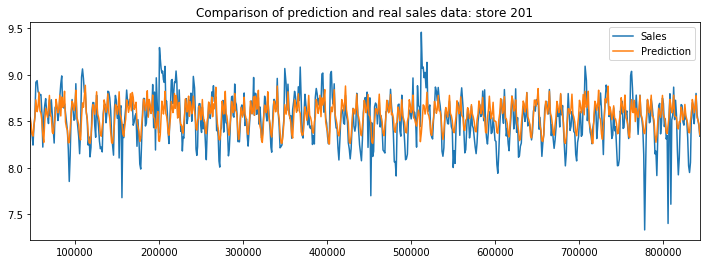 Comparison of prediction and real sales data: store 201
Sales
Prediction
9.5
9.0
8.5
8.0
7.5
100000 200000 300000 400000 500000 600000 700000 800000